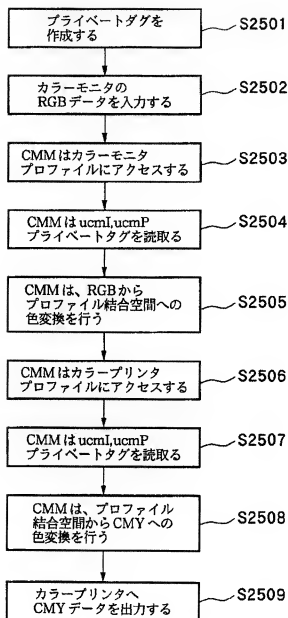 プライベートダグを
作成する
S2501
カラーモニタの
RGBデータを入力する
S2502
CMMはカラーモニタ
プロファイルにアクセスする
S2503
CMMはucmI,ucmP
プライベートタグを読取る
S2504
CMMは、RGBから
プロファイル結合空間への
色変換を行う
S2505
CMMはカラープリンタ
プロファイルにアクセスする
S2506
CMMはucmI,ucmP
プライベートタグを読取る
S2507
CMMは、プロファイル
結合空間からCMYへの
色変換を行う
S2508
カラープリンタへ
CMYデータを出力する
S2509